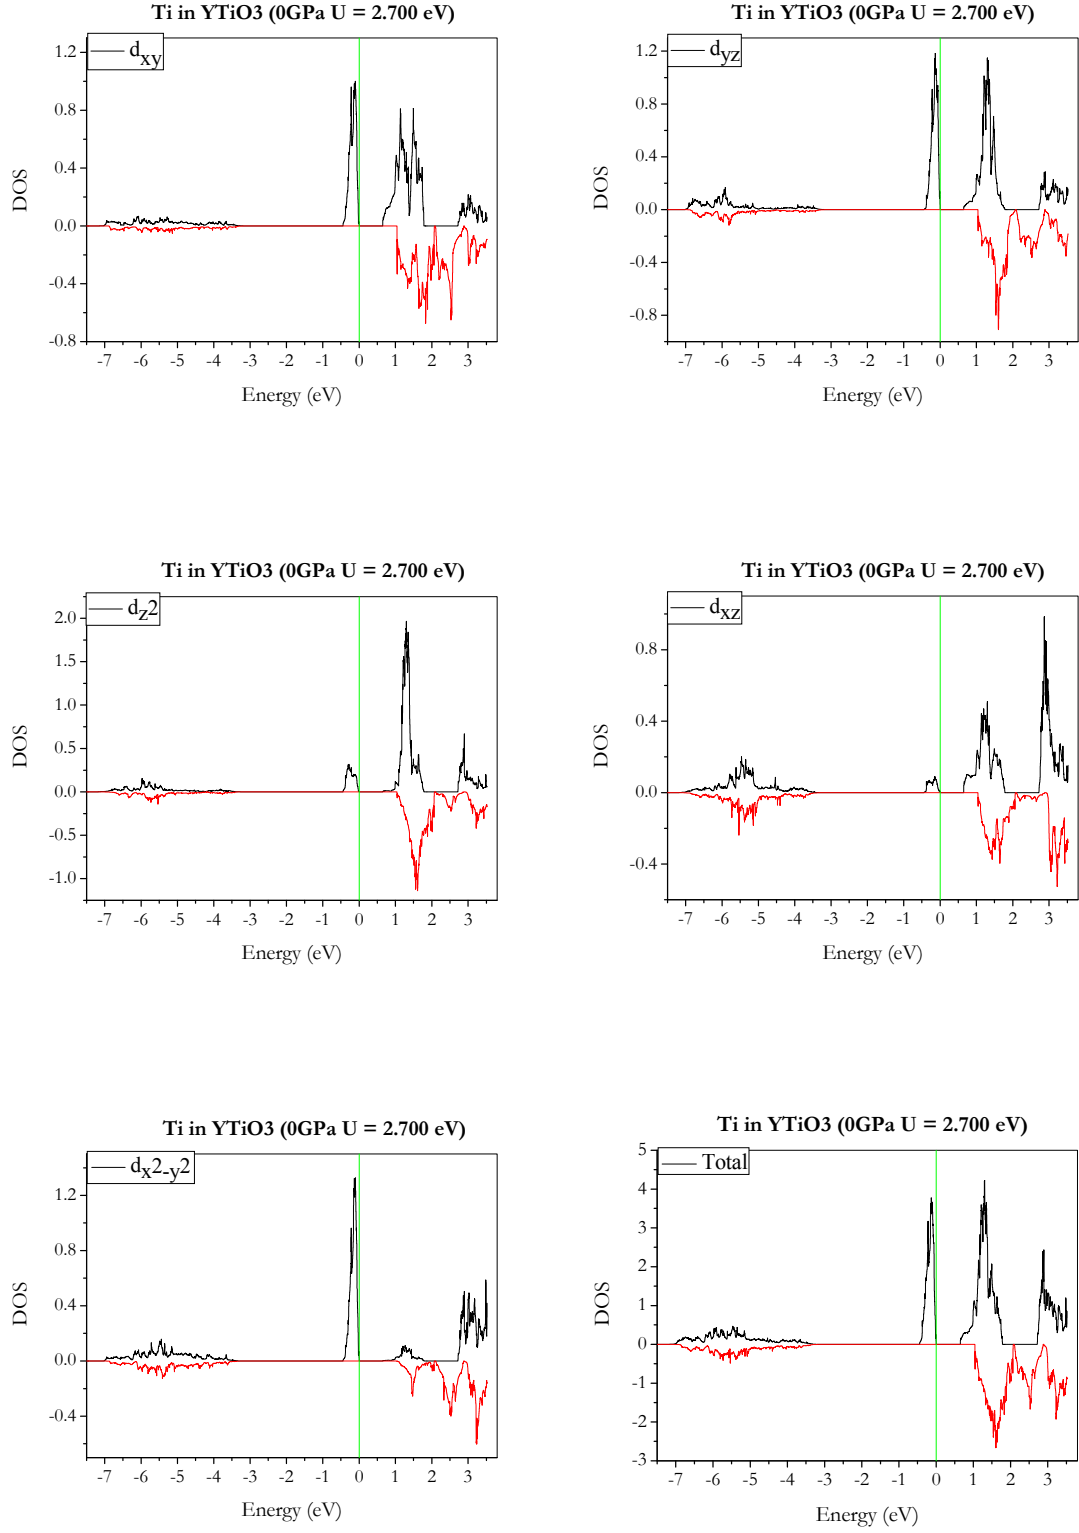 Ti in YTiO3 (0GPa U = 2.700 eV)
dxy
1.2
0.8
0.4
0.0
-0.4
-0.8
DOS
-7 -6 -5 -4 -3 -2 -1 0 1 2 3
Energy (eV)
Ti in YTiO3 (0GPa U = 2.700 eV)
dyz
1.2
0.8
0.4
0.0
-0.4
-0.8
DOS
-7 -6 -5 -4 -3 -2 -1 0 1 2 3
Energy (eV)
Ti in YTiO3 (0GPa U = 2.700 eV)
dz2
2.0
1.5
1.0
0.5
0.0
-0.5
-1.0
DOS
-7 -6 -5 -4 -3 -2 -1 0 1 2 3
Energy (eV)
Ti in YTiO3 (0GPa U = 2.700 eV)
dxz
0.8
0.4
0.0
-0.4
DOS
-7 -6 -5 -4 -3 -2 -1 0 1 2 3
Energy (eV)
Ti in YTiO3 (0GPa U = 2.700 eV)
dx2-y2
1.2
0.8
0.4
0.0
-0.4
DOS
-7 -6 -5 -4 -3 -2 -1 0 1 2 3
Energy (eV)
Ti in YTiO3 (0GPa U = 2.700 eV)
Total
5
4
3
2
1
0
-1
-2
-3
DOS
-7 -6 -5 -4 -3 -2 -1 0 1 2 3
Energy (eV)